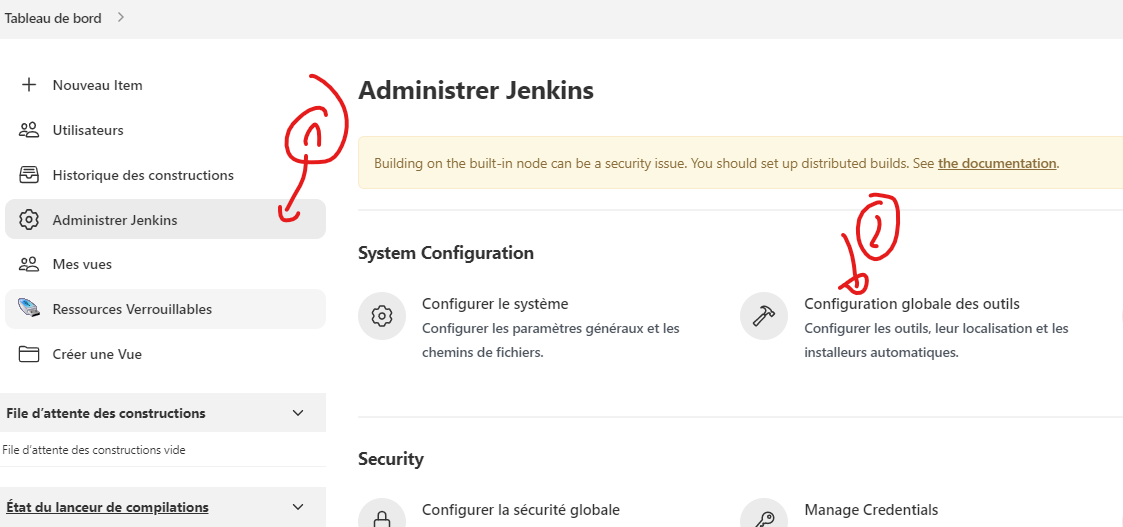 Tableau de bord
Nouveau Item
Utilisateurs
Historique des constructions
Administrer Jenkins
Mes vues
Ressources Verrouillables
Créer une Vue
File d'attente des constructions
File d'attente des constructions vide
État du lanceur de compilations
Administrer Jenkins
1
Building on the built-in node can be a security issue. You should set up distributed builds. See the documentation.
2
System Configuration
Configurer le système
Configurer les paramètres généraux et les
chemins de fichiers.
Configuration globale des outils
Configurer les outils, leur localisation et les
installeurs automatiques.
Security
Configurer la sécurité globale
Manage Credentials